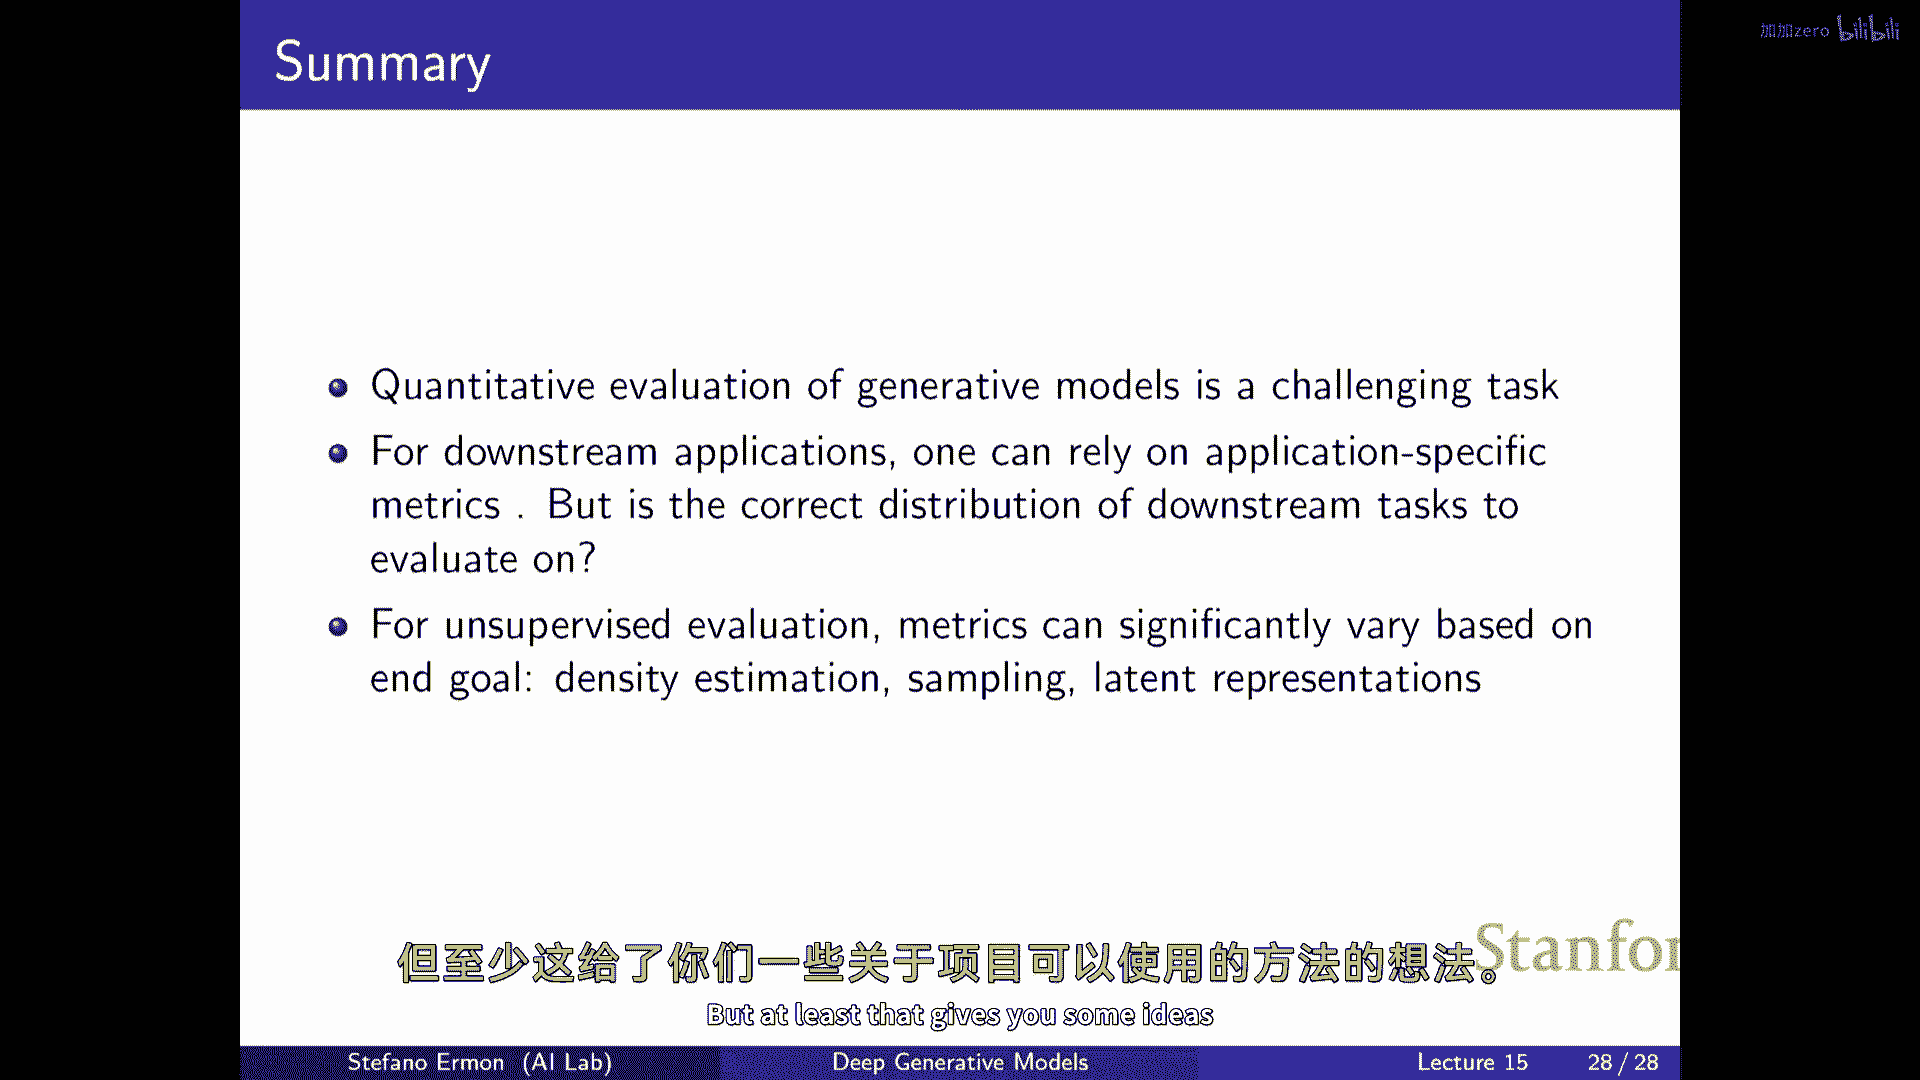 Summary
加加zero bilibili
Quantitative evaluation of generative models is a challenging task
For downstream applications, one can rely on application-specific
metrics . But is the correct distribution of downstream tasks to
evaluate on?
For unsupervised evaluation, metrics can significantly vary based on
end goal: density estimation, sampling, latent representations
但至少这给了你们一些关于项目可以使用的方法的想法。
Stanfor
But at least that gives you some ideas
Stefano Ermon (AI Lab)
Deep Generative Models
Lecture 15
28 / 28